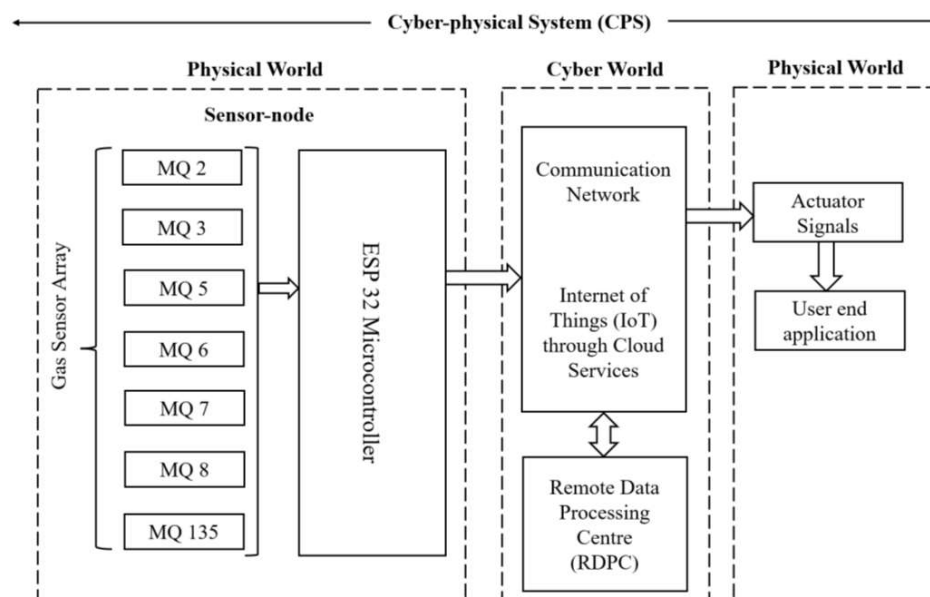 Cyber-physical System (CPS)
Physical World
Cyber World
Physical World
Sensor-node
Gas Sensor Array
MQ 2
MQ 3
MQ 5
MQ 6
MQ 7
MQ 8
MQ 135
ESP 32 Microcontroller
Communication
Network
Internet of
Things (IoT)
through Cloud
Services
Remote Data
Processing
Centre
(RDPC)
Actuator
Signals
User end
application